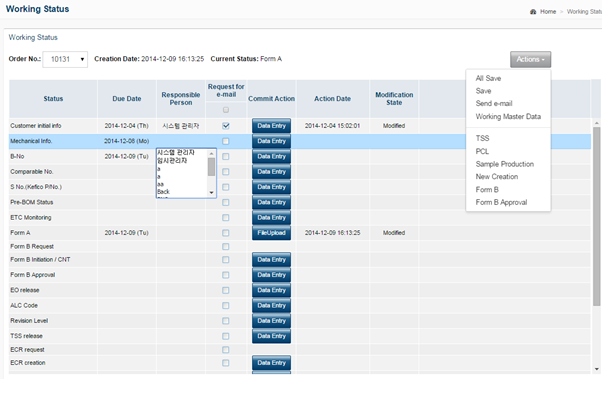 Working Status
Home > Working Statu
Working Status
Order No.: 10131 Creation Date: 2014-12-09 16:13:25 Current Status: Form A
Actions
All Save
Save
Send e-mail
Working Master Data
TSS
PCL
Sample Production
New Creation
Form B
Form B Approval
Status Due Date Responsible Person Request for e-mail Commit Action Action Date Modification State
Customer initial info 2014-12-04 (Th) 시스템 관리자 Data Entry 2014-12-04 15:02:01 Modified
Mechanical Info. 2014-12-08 (Mo) Data Entry
B-No 2014-12-09 (Tu) Data Entry
시스템 관리자
임시관리자
a
a
aa
Back
Comparable No. Data Entry
S No.(Kefico P/No.) Data Entry
Pre-BOM Status Data Entry
ETC Monitoring Data Entry
Form A 2014-12-09 (Tu) FileUpload 2014-12-09 16:13:25 Modified
Form B Request
Form B Initiation / CNT Data Entry
Form B Approval Data Entry
EO release Data Entry
ALC Code Data Entry
Revision Level Data Entry
TSS release Data Entry
ECR request
ECR creation Data Entry